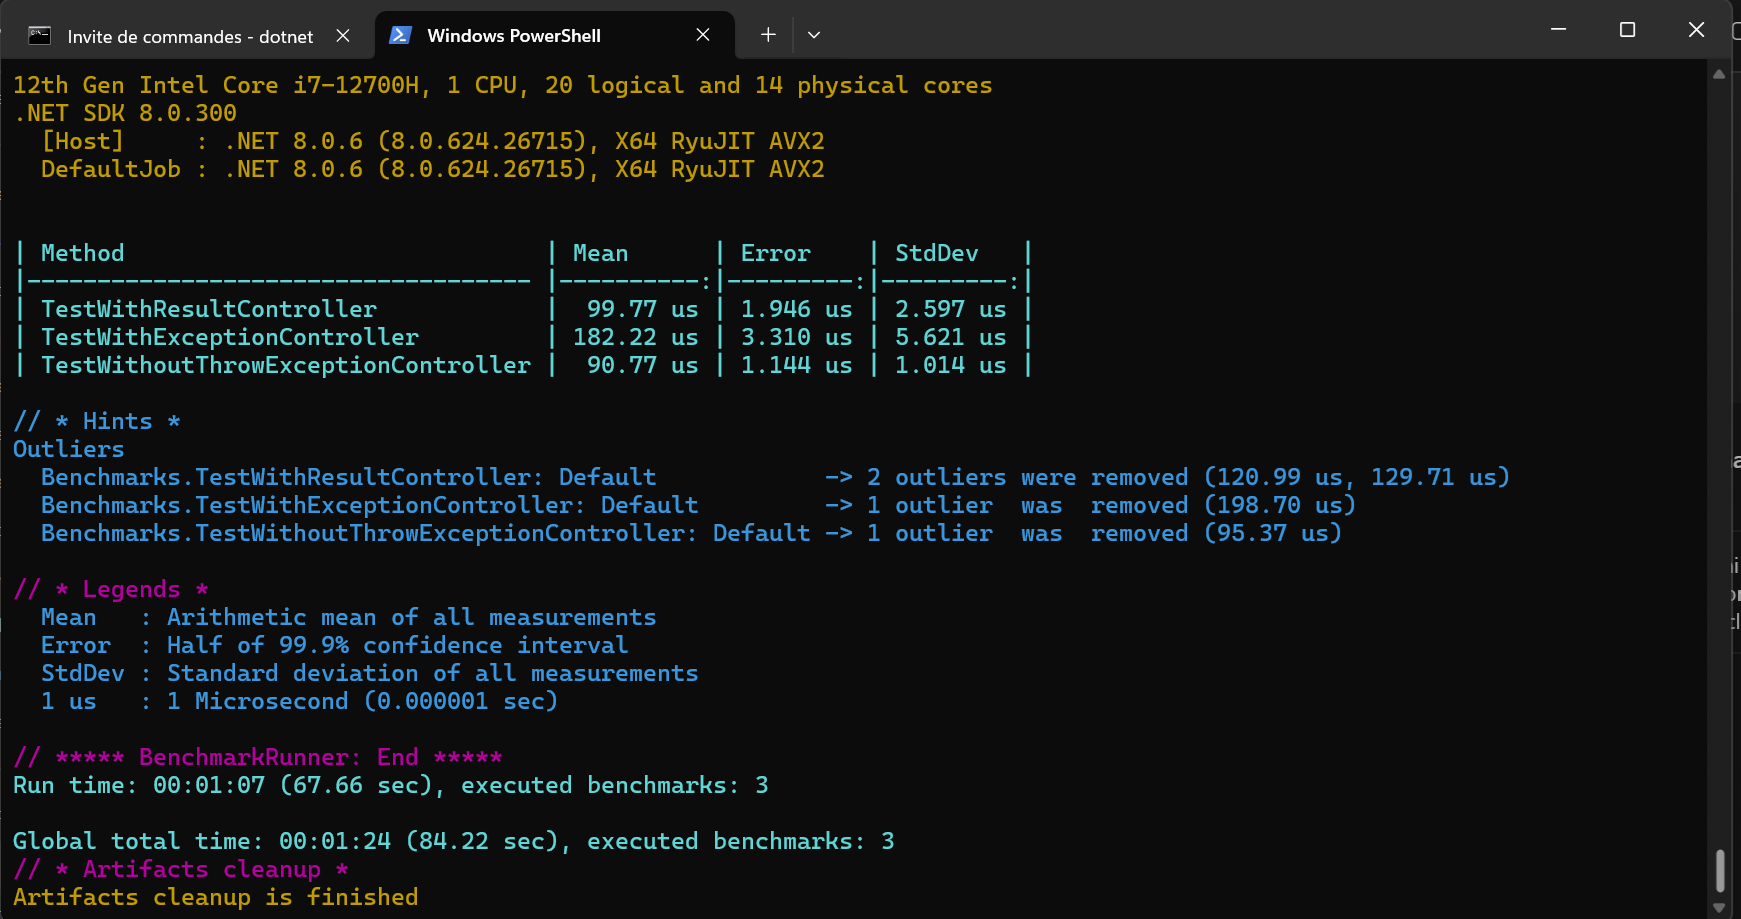 Invite de commandes - dotnet
Windows PowerShell
12th Gen Intel Core i7-12700H, 1 CPU, 20 logical and 14 physical cores
.NET SDK 8.0.300
  [Host]     : .NET 8.0.6 (8.0.624.26715), X64 RyuJIT AVX2
  DefaultJob : .NET 8.0.6 (8.0.624.26715), X64 RyuJIT AVX2
| Method                              | Mean      | Error    | StdDev   |
|------------------------------------ |----------:|---------:|---------:|
| TestWithResultController            |  99.77 us | 1.946 us | 2.597 us |
| TestWithExceptionController         | 182.22 us | 3.310 us | 5.621 us |
| TestWithoutThrowExceptionController |  90.77 us | 1.144 us | 1.014 us |
// * Hints *
Outliers
  Benchmarks.TestWithResultController: Default            -> 2 outliers were removed (120.99 us, 129.71 us)
  Benchmarks.TestWithExceptionController: Default         -> 1 outlier  was  removed (198.70 us)
  Benchmarks.TestWithoutThrowExceptionController: Default -> 1 outlier  was  removed (95.37 us)
// * Legends *
  Mean   : Arithmetic mean of all measurements
  Error  : Half of 99.9% confidence interval
  StdDev : Standard deviation of all measurements
  1 us   : 1 Microsecond (0.000001 sec)
// ***** BenchmarkRunner: End *****
Run time: 00:01:07 (67.66 sec), executed benchmarks: 3
Global total time: 00:01:24 (84.22 sec), executed benchmarks: 3
// * Artifacts cleanup *
Artifacts cleanup is finished